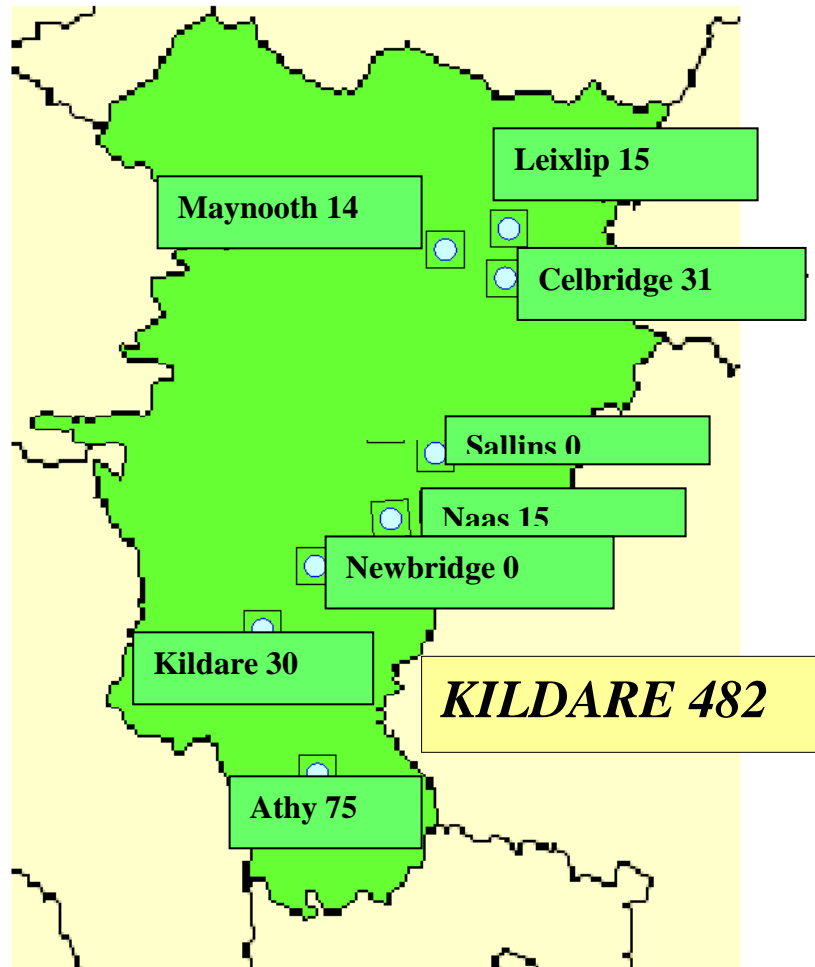 Leixlip 15
Maynooth 14
Celbridge 31
Sallins 0
Naas 15
Newbridge 0
Kildare 30
KILDARE 482
Athy 75